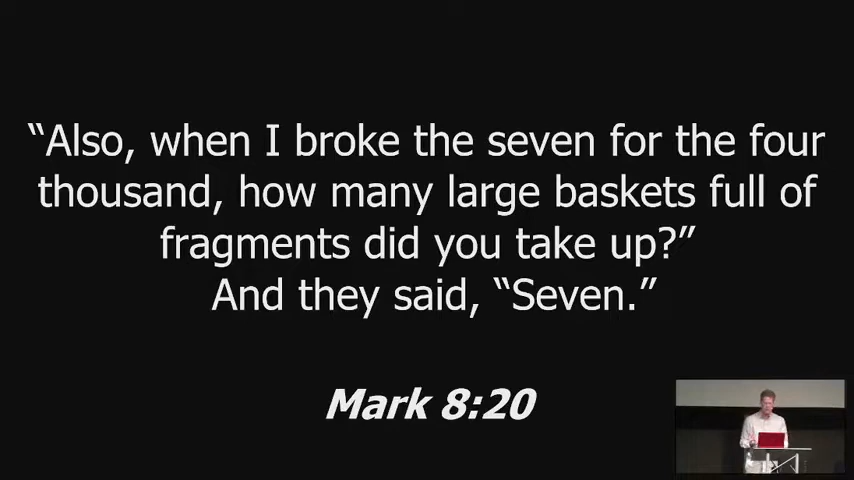 “Also, when I broke the seven for the four
thousand, how many large baskets full of
fragments did you take up?”
And they said, “Seven.”
Mark 8:20